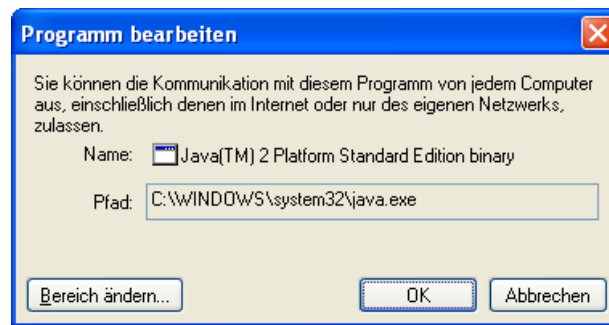 Programm bearbeiten
Sie können die Kommunikation mit diesem Programm von jedem Computer
aus, einschließlich denen im Internet oder nur des eigenen Netzwerks,
zulassen.
Name: Java(TM) 2 Platform Standard Edition binary
Pfad: C:\WINDOWS\system32\java.exe
Bereich ändern... OK Abbrechen